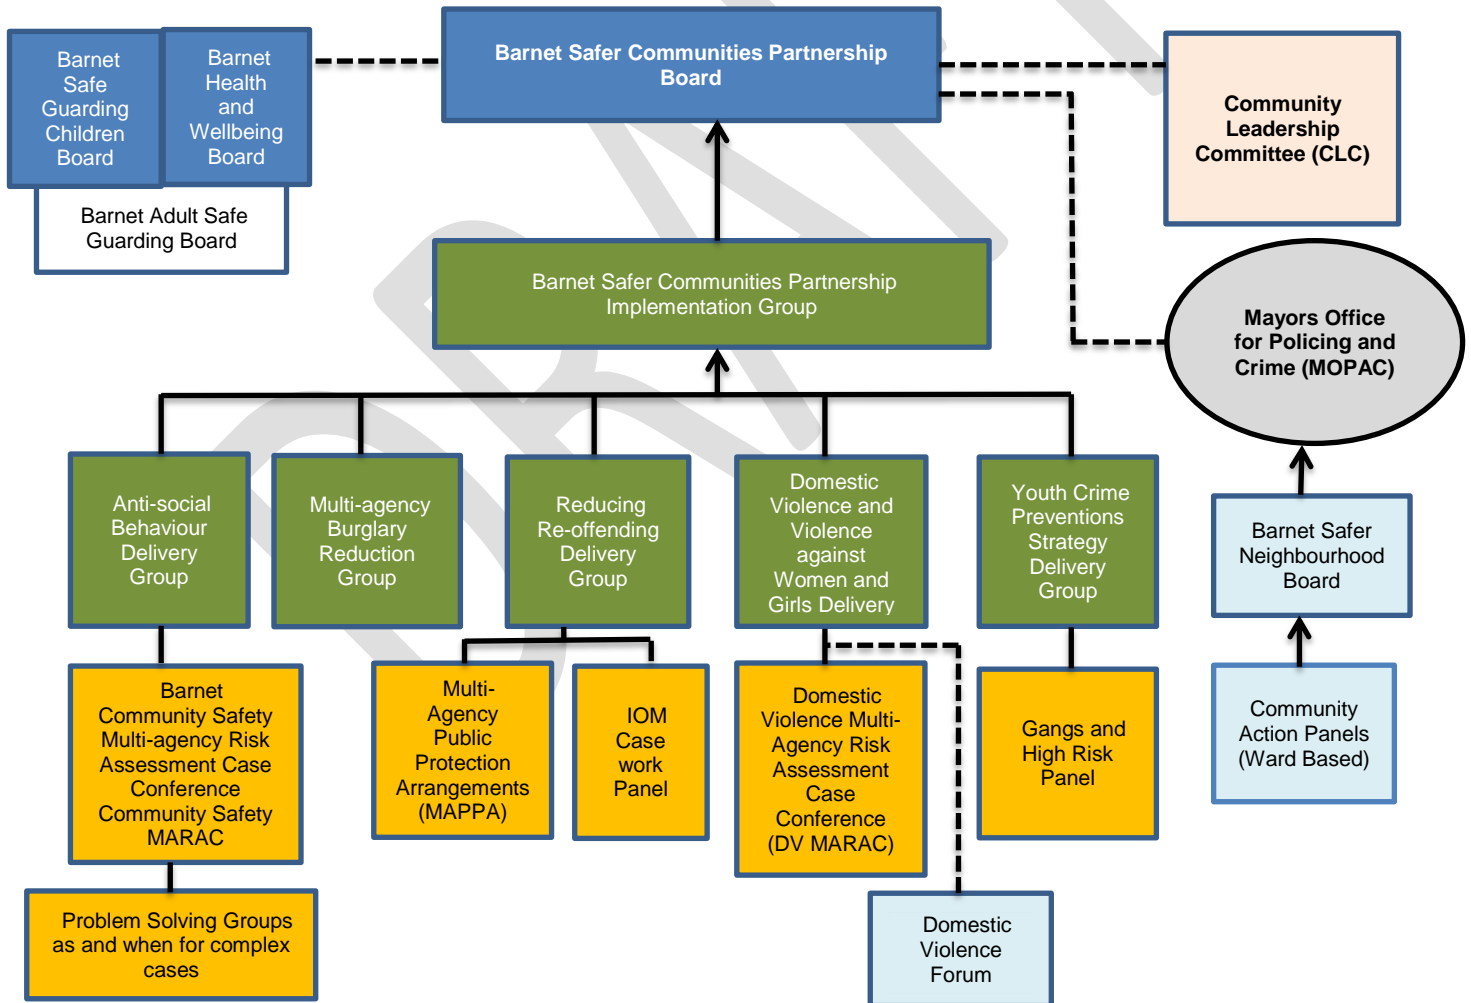 Barnet
Safe
Guarding
Children
Board
Barnet
Health
and
Wellbeing
Board
Barnet Adult Safe
Guarding Board
Barnet Safer Communities Partnership
Board
Community
Leadership
Committee (CLC)
Barnet Safer Communities Partnership
Implementation Group
Mayors Office
for Policing and
Crime (MOPAC)
Anti-social
Behaviour
Delivery
Group
Multi-agency
Burglary
Reduction
Group
Reducing
Re-offending
Delivery
Group
Domestic
Violence and
Violence
against
Women and
Girls Delivery
Youth Crime
Preventions
Strategy
Delivery
Group
Barnet Safer
Neighbourhood
Board
Barnet
Community Safety
Multi-agency Risk
Assessment Case
Conference
Community Safety
MARAC
Multi-
Agency
Public
Protection
Arrangements
(MAPPA)
IOM
Case
work
Panel
Domestic
Violence Multi-
Agency Risk
Assessment
Case
Conference
(DV MARAC)
Gangs and
High Risk
Panel
Community
Action Panels
(Ward Based)
Problem Solving Groups
as and when for complex
cases
Domestic
Violence
Forum
DRAFT